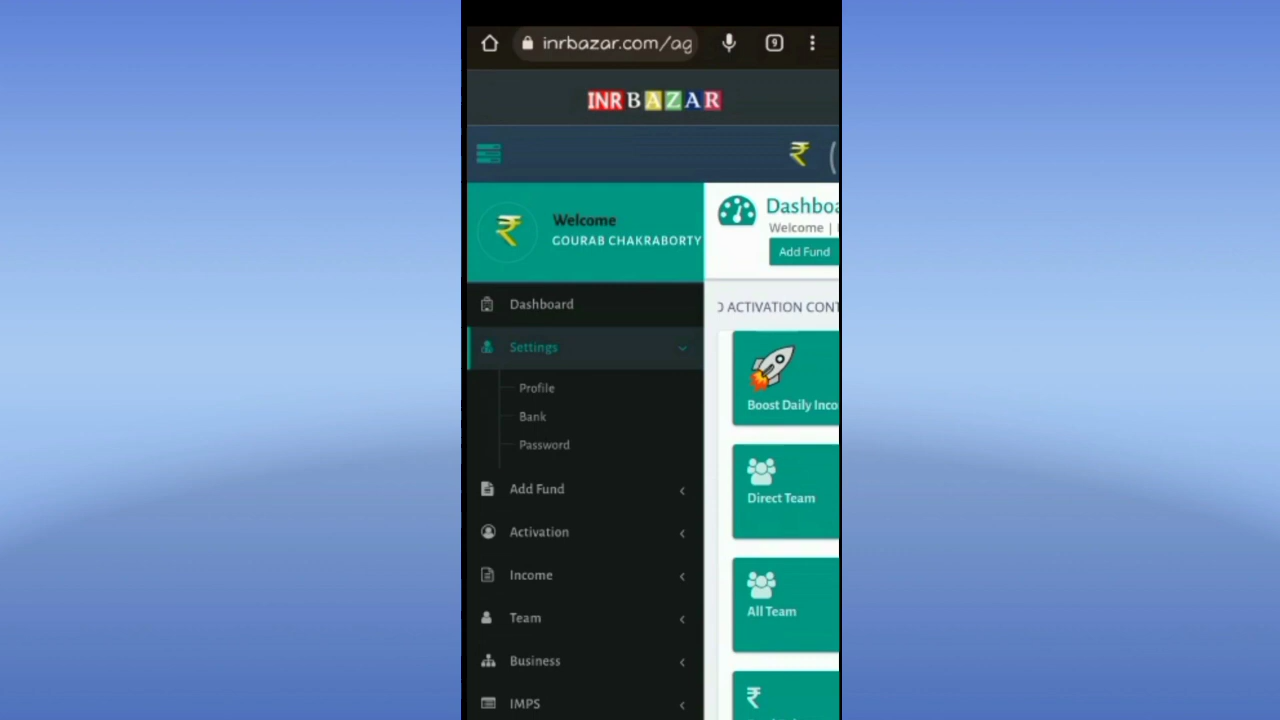 inrbazar.com/ag
9
INR BAZAR
₹ (
₹
Welcome
GOURAB CHAKRABORTY
Dashboa
Welcome |
Add Fund
Dashboard
ACTIVATION CONT
Settings
Profile
Bank
Password
Boost Daily Inco
Add Fund
Direct Team
Activation
Income
All Team
Team
Business
IMPS
₹